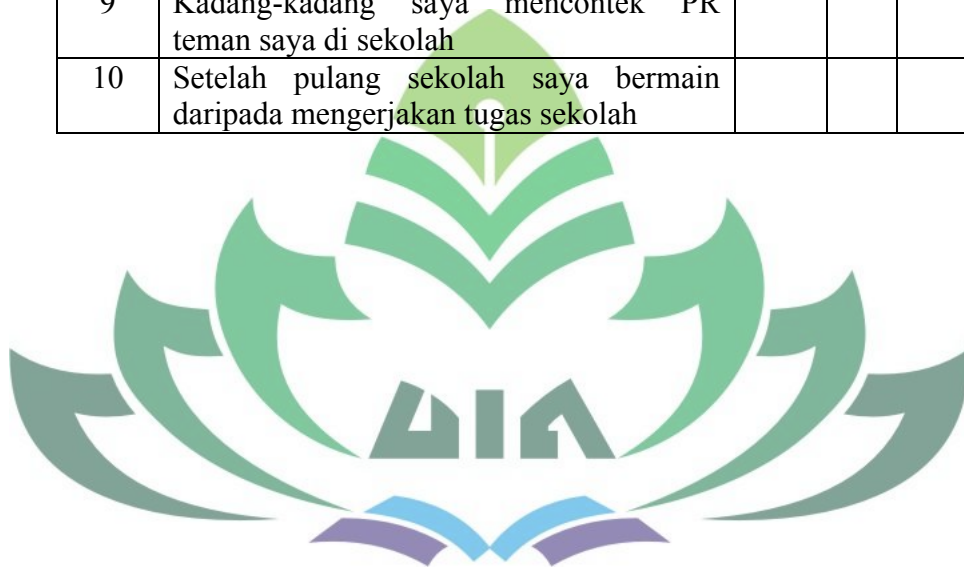 9 Kadang-kadang saya mencontek PR
teman saya di sekolah
10 Setelah pulang sekolah saya bermain
daripada mengerjakan tugas sekolah
UIN